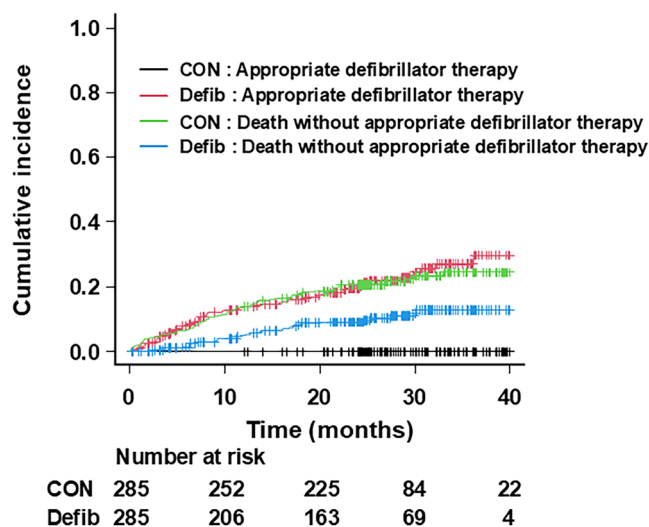 1.0
CON : Appropriate defibrillator therapy
0.8
Defib : Appropriate defibrillator therapy
CON : Death without appropriate defibrillator therapy
Defib : Death without appropriate defibrillator therapy
0.6
0.4
0.2
0.0
Cumulative incidence
0 10 20 30 40
Time (months)
Number at risk
CON 285 252 225 84 22
Defib 285 206 163 69 4